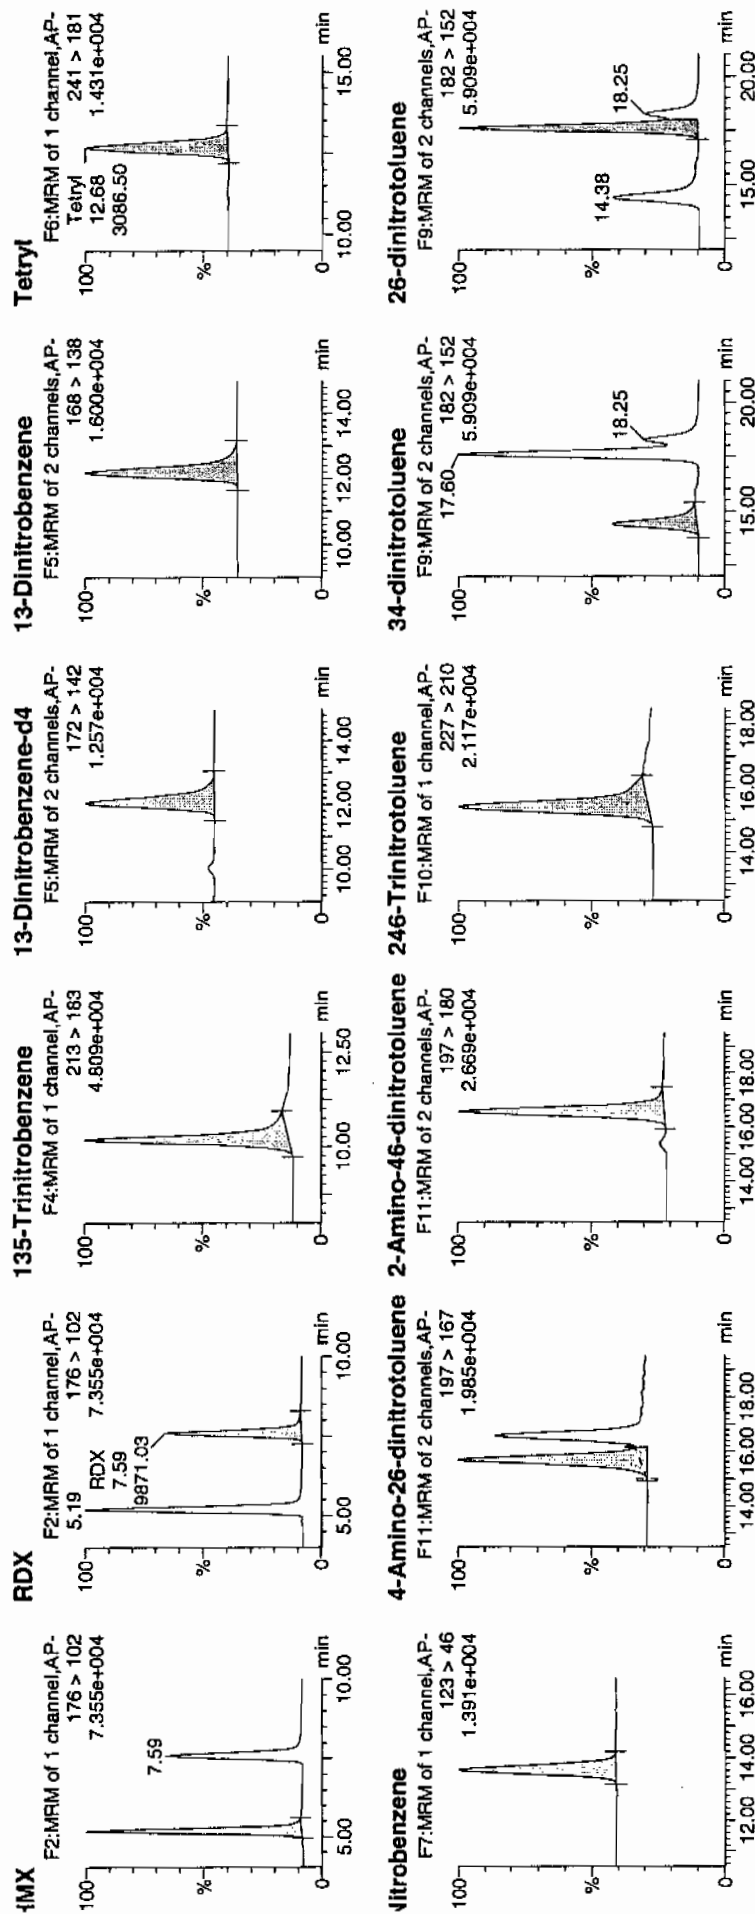 HMX
F2:MRM of 1 channel,AP-
176 > 102
7.355e+004
100
%
0
7.59
5.00
10.00
min
RDX
F2:MRM of 1 channel,AP-
5.19
176 > 102
7.355e+004
RDX
7.59
9871.03
100
%
0
5.00
10.00
min
135-Trinitrobenzene
F4:MRM of 1 channel,AP-
213 > 183
4.809e+004
100
%
0
10.00
12.50
min
13-Dinitrobenzene-d4
F5:MRM of 2 channels,AP-
172 > 142
1.257e+004
100
%
0
10.00
12.00
14.00
min
13-Dinitrobenzene
F5:MRM of 2 channels,AP-
168 > 138
1.600e+004
100
%
0
10.00
12.00
14.00
min
Tetryl
F6:MRM of 1 channel,AP-
241 > 181
1.431e+004
Tetryl
12.68
3086.50
100
%
0
10.00
15.00
min
Nitrobenzene
F7:MRM of 1 channel,AP-
123 > 46
1.391e+004
100
%
0
12.00
14.00
16.00
min
4-Amino-26-dinitrotoluene
F11:MRM of 2 channels,AP-
197 > 167
1.985e+004
100
%
0
14.00
16.00
18.00
min
2-Amino-46-dinitrotoluene
F11:MRM of 2 channels,AP-
197 > 180
2.669e+004
100
%
0
14.00
16.00
18.00
min
246-Trinitrotoluene
F10:MRM of 1 channel,AP-
227 > 210
2.117e+004
100
%
0
14.00
16.00
18.00
min
34-dinitrotoluene
F9:MRM of 2 channels,AP-
17.60
182 > 152
5.909e+004
18.25
100
%
0
15.00
20.00
min
26-dinitrotoluene
F9:MRM of 2 channels,AP-
182 > 152
5.909e+004
14.38
18.25
100
%
0
15.00
20.00
min